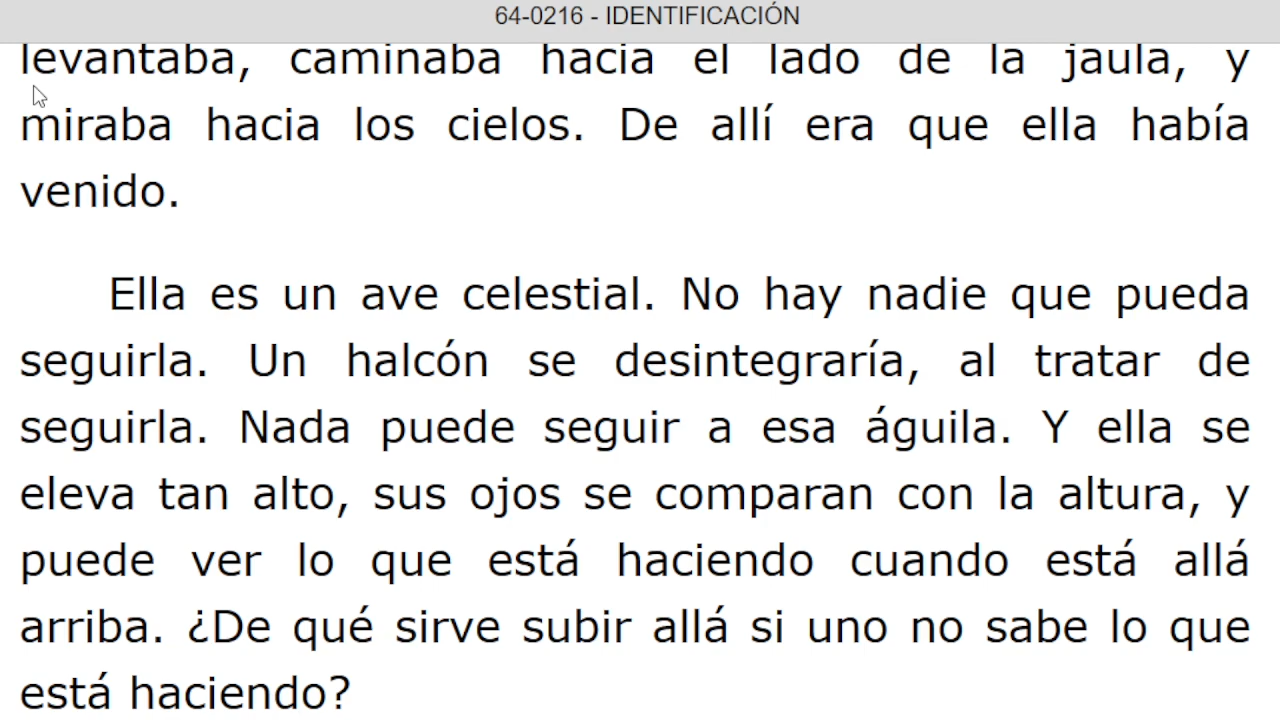 64-0216 - IDENTIFICACIÓN
levantaba, caminaba hacia el lado de la jaula, y
miraba hacia los cielos. De allí era que ella había
venido.
Ella es un ave celestial. No hay nadie que pueda
seguirla. Un halcón se desintegraría, al tratar de
seguirla. Nada puede seguir a esa águila. Y ella se
eleva tan alto, sus ojos se comparan con la altura, y
puede ver lo que está haciendo cuando está allá
arriba. ¿De qué sirve subir allá si uno no sabe lo que
está haciendo?